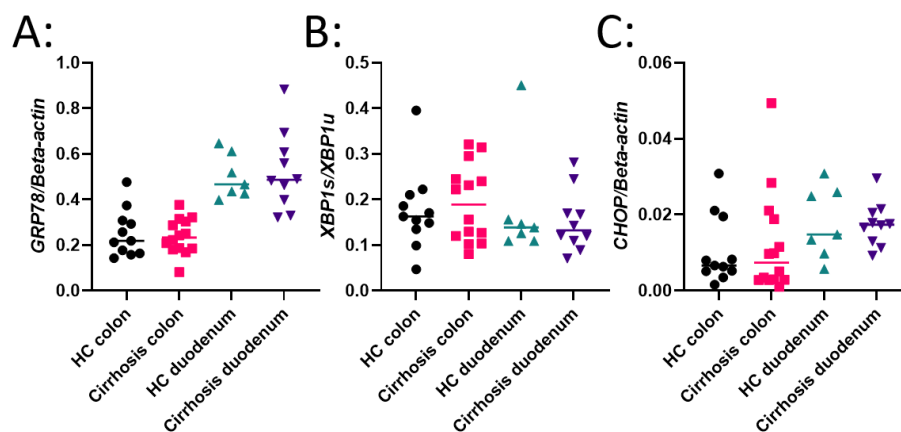 A:
GRP78/Beta-actin
1.0
0.8
0.6
0.4
0.2
0.0
HC colon
Cirrhosis colon
HC duodenum
Cirrhosis duodenum
B:
XBP1s/XBP1u
0.5
0.4
0.3
0.2
0.1
0.0
HC colon
Cirrhosis colon
HC duodenum
Cirrhosis duodenum
C:
CHOP/Beta-actin
0.06
0.04
0.02
0.00
HC colon
Cirrhosis colon
HC duodenum
Cirrhosis duodenum